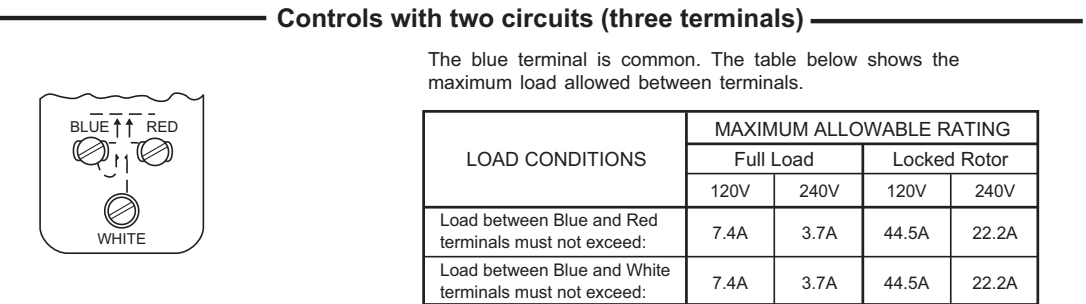 Controls with two circuits (three terminals)
The blue terminal is common. The table below shows the
maximum load allowed between terminals.
BLUE RED
WHITE
LOAD CONDITIONS
MAXIMUM ALLOWABLE RATING
Full Load Locked Rotor
120V 240V 120V 240V
Load between Blue and Red
terminals must not exceed:
7.4A 3.7A 44.5A 22.2A
Load between Blue and White
terminals must not exceed:
7.4A 3.7A 44.5A 22.2A